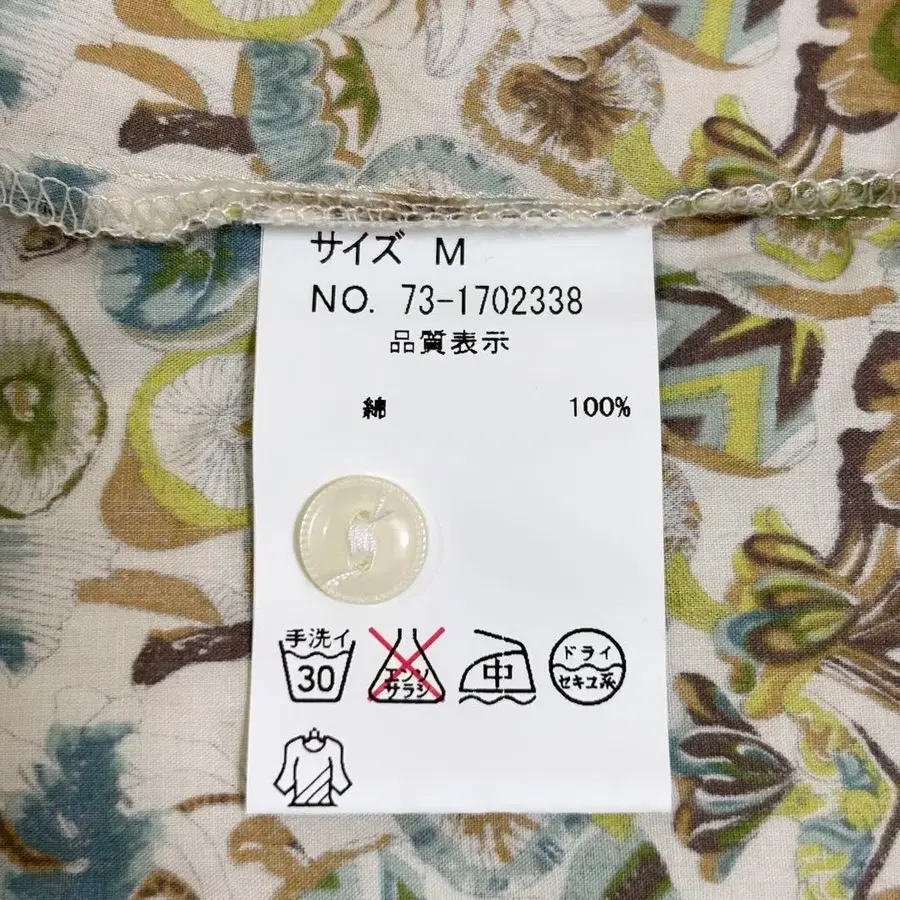 サイズ M
NO. 73-1702338
品質表示
綿 100%
手洗イ
30
エンソ
サラシ
中
ドライ
セキユ系